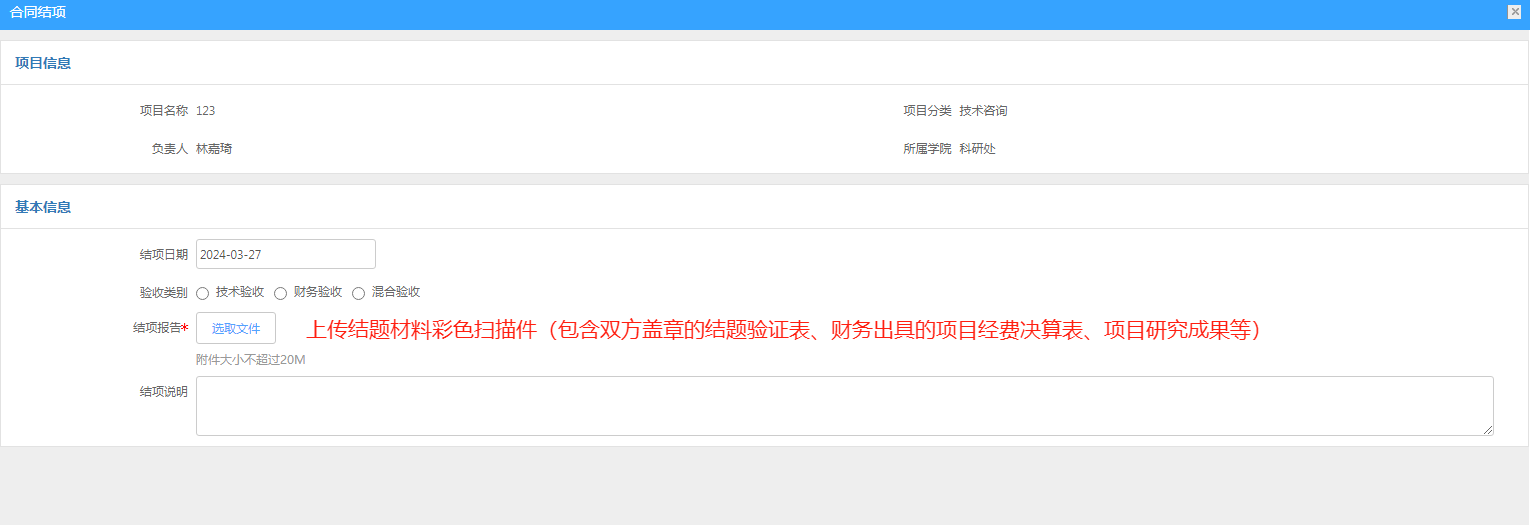 合同结项
项目信息
项目名称 123 项目分类 技术咨询
负责人 林嘉琦 所属学院 科研处
基本信息
结项日期 2024-03-27
验收类别 技术验收 财务验收 混合验收
结项报告* 选取文件 上传结题材料彩色扫描件（包含双方盖章的结题验证表、财务出具的项目经费决算表、项目研究成果等）
附件大小不超过20M
结项说明